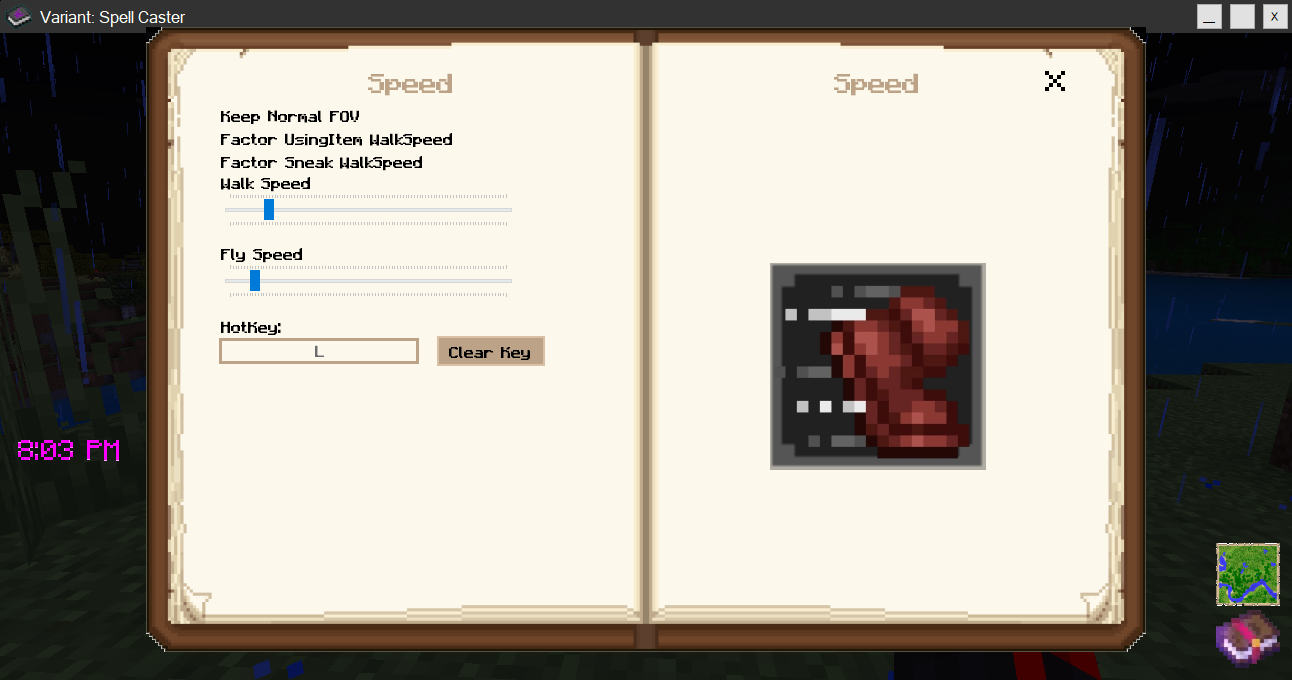 Variant: Spell Caster
Speed
Keep Normal FOV
Factor UsingItem WalkSpeed
Factor Sneak WalkSpeed
Walk Speed
Fly Speed
HotKey:
L
Clear Key
Speed
X
8:03 PM